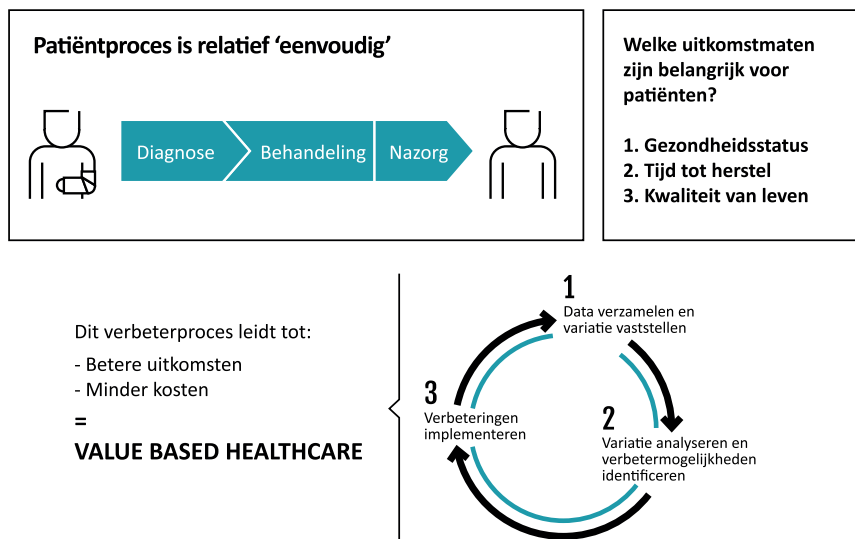 Patiëntproces is relatief ‘eenvoudig’
Diagnose
Behandeling
Nazorg
Welke uitkomstmaten
zijn belangrijk voor
patiënten?
1. Gezondheidsstatus
2. Tijd tot herstel
3. Kwaliteit van leven
Dit verbeterproces leidt tot:
- Betere uitkomsten
- Minder kosten
=
VALUE BASED HEALTHCARE
1
Data verzamelen en
variatie vaststellen
2
Variatie analyseren en
verbetermogelijkheden
identificeren
3
Verbeteringen
implementeren